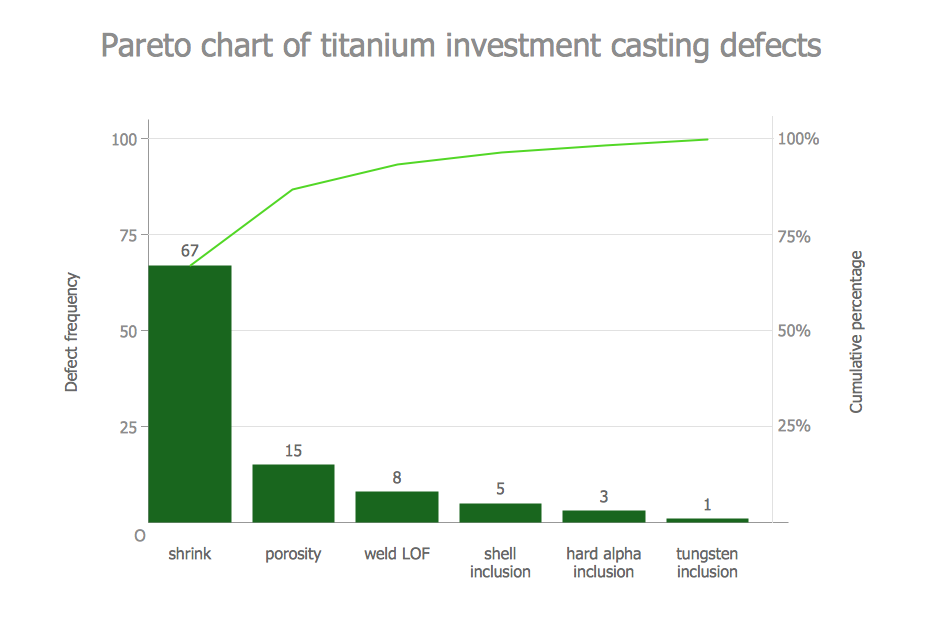 Pareto chart of titanium investment casting defects
100
100%
75
75%
67
50
50%
25
25%
15
8
5
3
1
O
Defect frequency
Cumulative percentage
shrink
porosity
weld LOF
shell
inclusion
hard alpha
inclusion
tungsten
inclusion